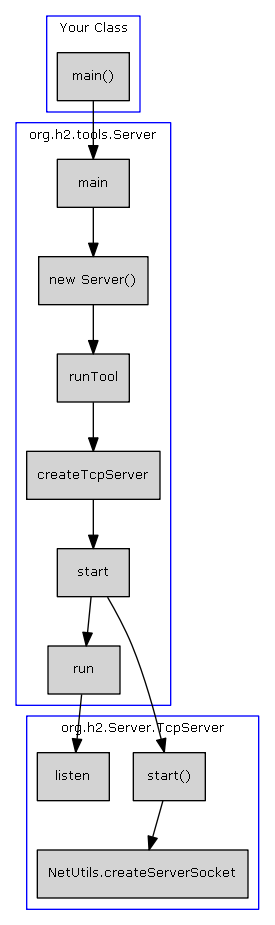 Your Class
main()
org.h2.tools.Server
main
new Server()
runTool
createTcpServer
start
run
org.h2.Server.TcpServer
listen
start()
NetUtils.createServerSocket